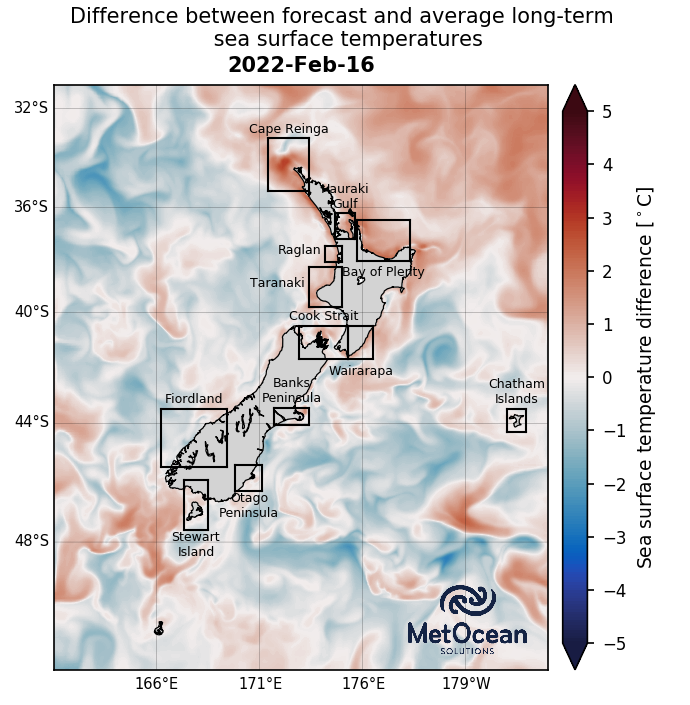 Difference between forecast and average long-term
sea surface temperatures
2022-Feb-16
32°S
36°S
40°S
44°S
48°S
Cape Reinga
Hauraki
Gulf
Raglan
Bay of Plenty
Taranaki
Cook Strait
Wairarapa
Banks
Peninsula
Fiordland
Chatham
Islands
Otago
Peninsula
Stewart
Island
MetOcean
SOLUTIONS
166°E
171°E
176°E
179°W
5
4
3
2
1
0
−1
−2
−3
−4
−5
Sea surface temperature difference [°C]